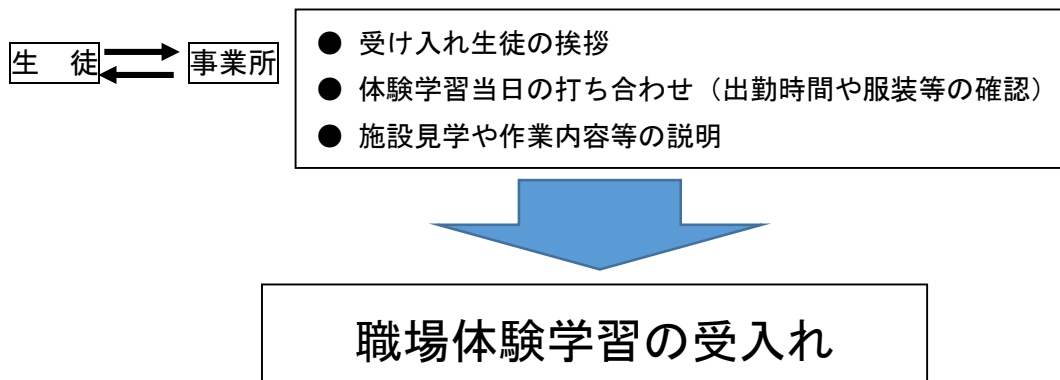 生　徒
事業所
● 受け入れ生徒の挨拶
● 体験学習当日の打ち合わせ（出勤時間や服装等の確認）
● 施設見学や作業内容等の説明
職場体験学習の受入れ